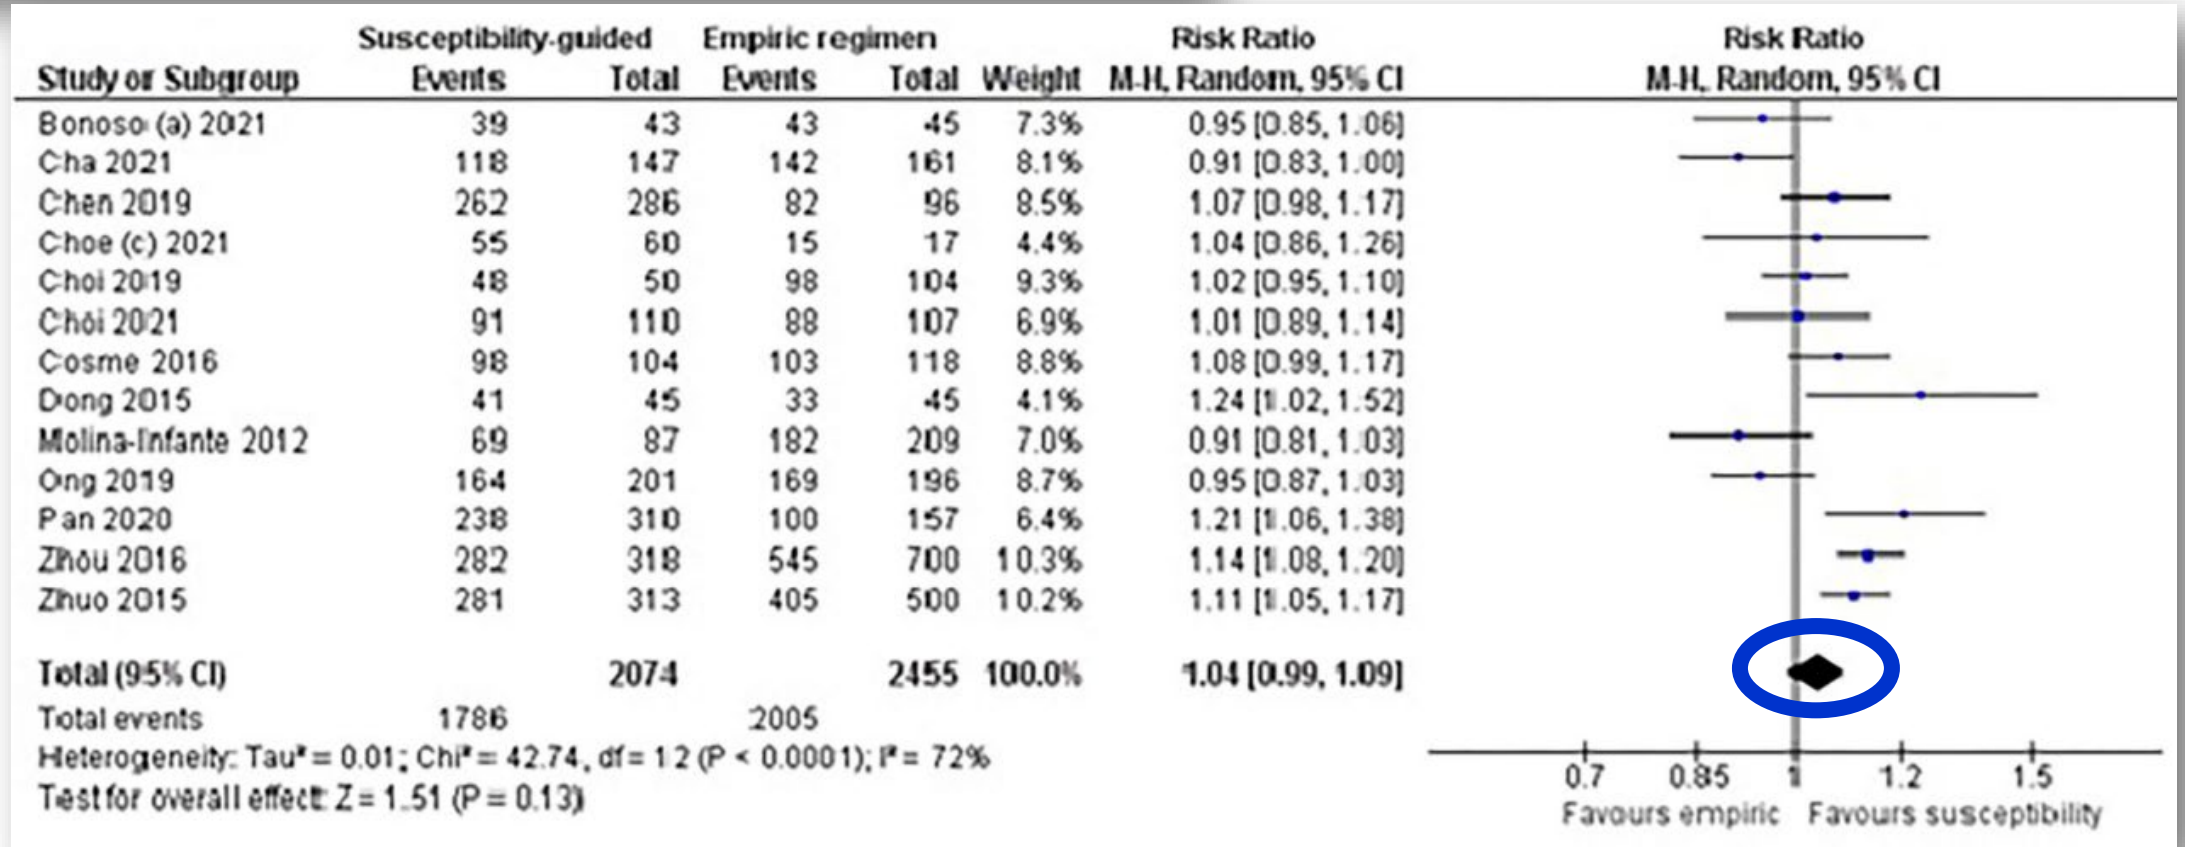 Susceptibility-guided Empiric regimen Risk Ratio Risk Ratio
Study or Subgroup Events Total Events Total Weight M-H, Random, 95% CI M-H, Random, 95% CI
Bonoso (a) 2021 39 43 43 45 7.3% 0.95 [0.85, 1.06]
Cha 2021 118 147 142 161 8.1% 0.91 [0.83, 1.00]
Chen 2019 262 286 82 96 8.5% 1.07 [0.98, 1.17]
Choe (c) 2021 55 60 15 17 4.4% 1.04 [0.86, 1.26]
Choi 2019 48 50 98 104 9.3% 1.02 [0.95, 1.10]
Choi 2021 91 110 88 107 6.9% 1.01 [0.89, 1.14]
Cosme 2016 98 104 103 118 8.8% 1.08 [0.99, 1.17]
Dong 2015 41 45 33 45 4.1% 1.24 [1.02, 1.52]
Molina-Infante 2012 69 87 182 209 7.0% 0.91 [0.81, 1.03]
Ong 2019 164 201 169 196 8.7% 0.95 [0.87, 1.03]
Pan 2020 238 310 100 157 6.4% 1.21 [1.06, 1.38]
Zhou 2016 282 318 545 700 10.3% 1.14 [1.08, 1.20]
Zhuo 2015 281 313 405 500 10.2% 1.11 [1.05, 1.17]
Total (95% CI) 2074 2455 100.0% 1.04 [0.99, 1.09]
Total events 1786 2005
Heterogeneity: Tau² = 0.01; Chi² = 42.74, df = 12 (P < 0.0001); I² = 72%
Test for overall effect: Z = 1.51 (P = 0.13)
0.7 0.85 1 1.2 1.5
Favours empiric Favours susceptibility